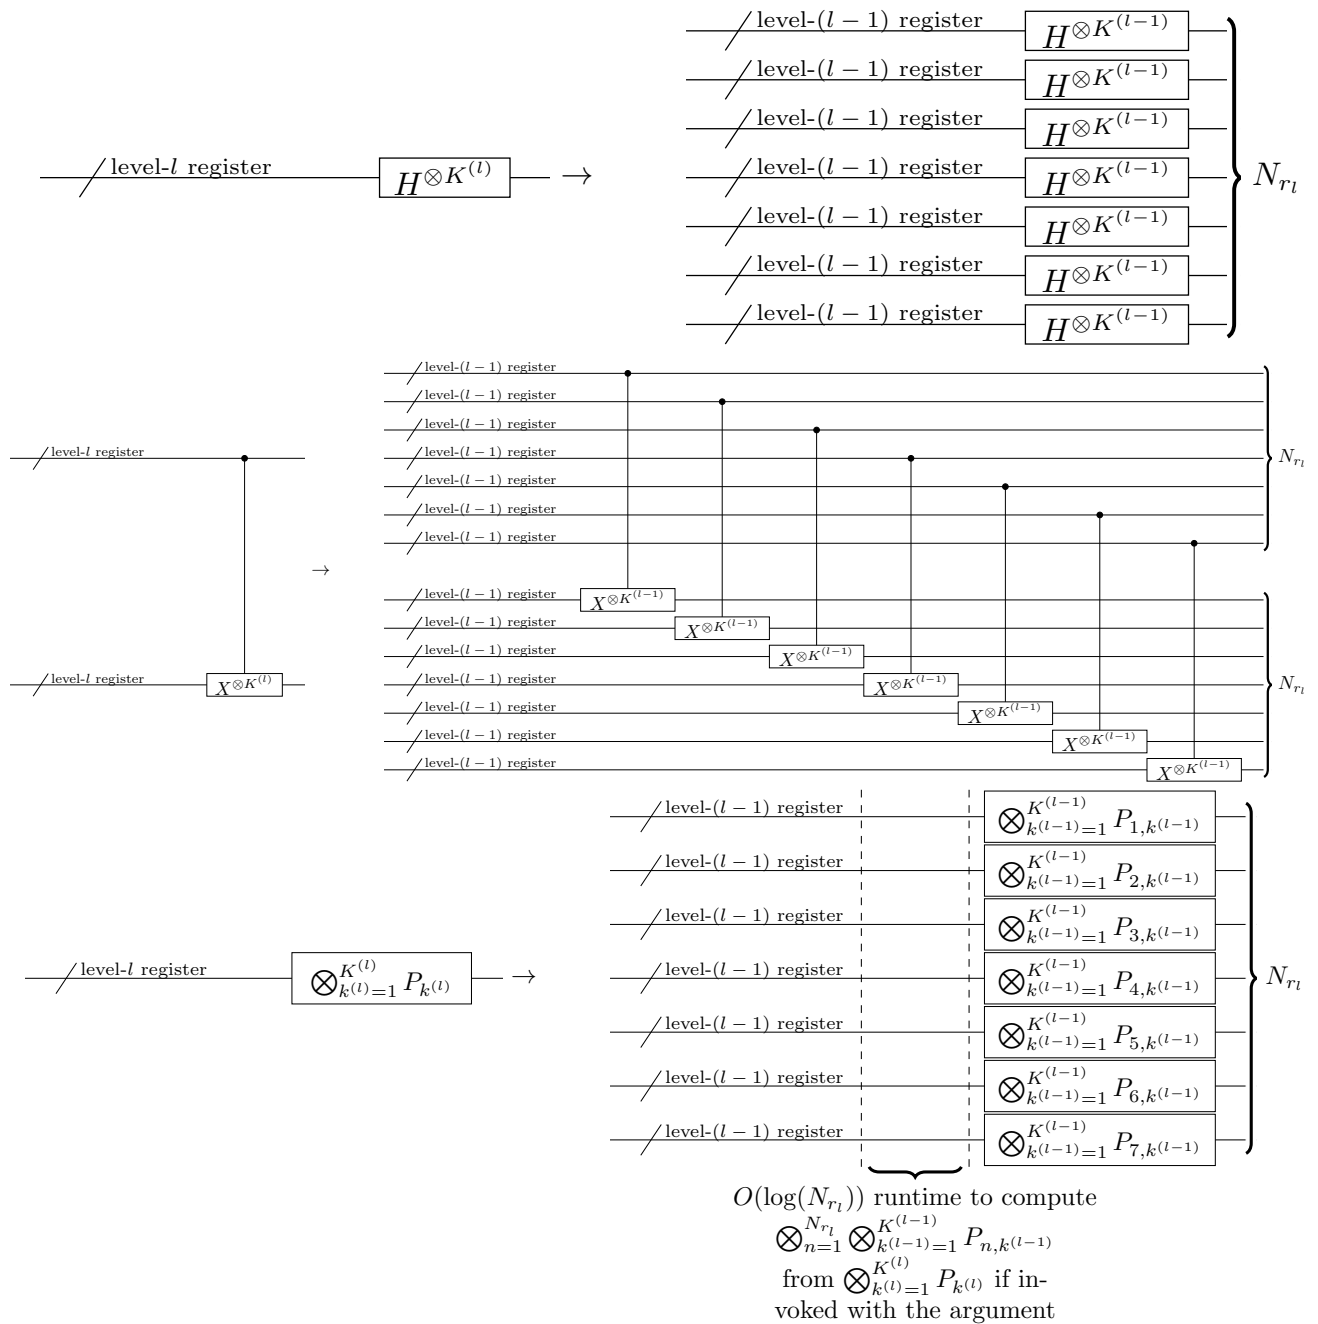 level-l register
H^{⊗K^{(l)}}
→
level-(l − 1) register
H^{⊗K^{(l−1)}}
level-(l − 1) register
H^{⊗K^{(l−1)}}
level-(l − 1) register
H^{⊗K^{(l−1)}}
level-(l − 1) register
H^{⊗K^{(l−1)}}
level-(l − 1) register
H^{⊗K^{(l−1)}}
level-(l − 1) register
H^{⊗K^{(l−1)}}
level-(l − 1) register
H^{⊗K^{(l−1)}}
N_{r_l}
level-l register
level-l register
X^{⊗K^{(l)}}
→
level-(l − 1) register
level-(l − 1) register
level-(l − 1) register
level-(l − 1) register
level-(l − 1) register
level-(l − 1) register
level-(l − 1) register
N_{r_l}
level-(l − 1) register
X^{⊗K^{(l−1)}}
level-(l − 1) register
X^{⊗K^{(l−1)}}
level-(l − 1) register
X^{⊗K^{(l−1)}}
level-(l − 1) register
X^{⊗K^{(l−1)}}
level-(l − 1) register
X^{⊗K^{(l−1)}}
level-(l − 1) register
X^{⊗K^{(l−1)}}
level-(l − 1) register
X^{⊗K^{(l−1)}}
N_{r_l}
level-l register
⨂_{k^{(l)}=1}^{K^{(l)}} P_{k^{(l)}}
→
level-(l − 1) register
⨂_{k^{(l−1)}=1}^{K^{(l−1)}} P_{1,k^{(l−1)}}
level-(l − 1) register
⨂_{k^{(l−1)}=1}^{K^{(l−1)}} P_{2,k^{(l−1)}}
level-(l − 1) register
⨂_{k^{(l−1)}=1}^{K^{(l−1)}} P_{3,k^{(l−1)}}
level-(l − 1) register
⨂_{k^{(l−1)}=1}^{K^{(l−1)}} P_{4,k^{(l−1)}}
level-(l − 1) register
⨂_{k^{(l−1)}=1}^{K^{(l−1)}} P_{5,k^{(l−1)}}
level-(l − 1) register
⨂_{k^{(l−1)}=1}^{K^{(l−1)}} P_{6,k^{(l−1)}}
level-(l − 1) register
⨂_{k^{(l−1)}=1}^{K^{(l−1)}} P_{7,k^{(l−1)}}
N_{r_l}
O(log(N_{r_l})) runtime to compute
⨂_{n=1}^{N_{r_l}} ⨂_{k^{(l−1)}=1}^{K^{(l−1)}} P_{n,k^{(l−1)}}
from ⨂_{k^{(l)}=1}^{K^{(l)}} P_{k^{(l)}} if in-
voked with the argument